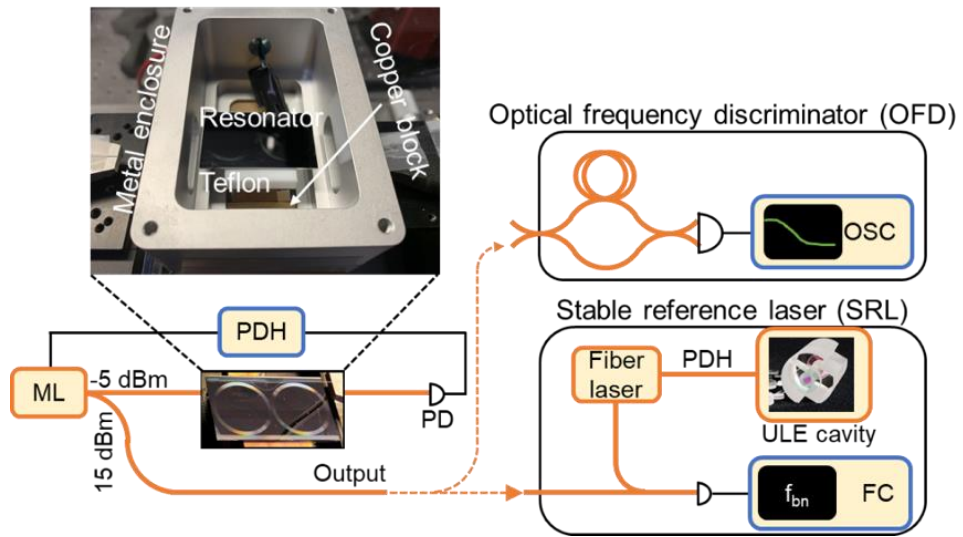 Metal enclosure
Resonator
Teflon
Copper block
Optical frequency discriminator (OFD)
OSC
PDH
ML
-5 dBm
15 dBm
PD
Output
Stable reference laser (SRL)
Fiber
laser
PDH
ULE cavity
fbn
FC